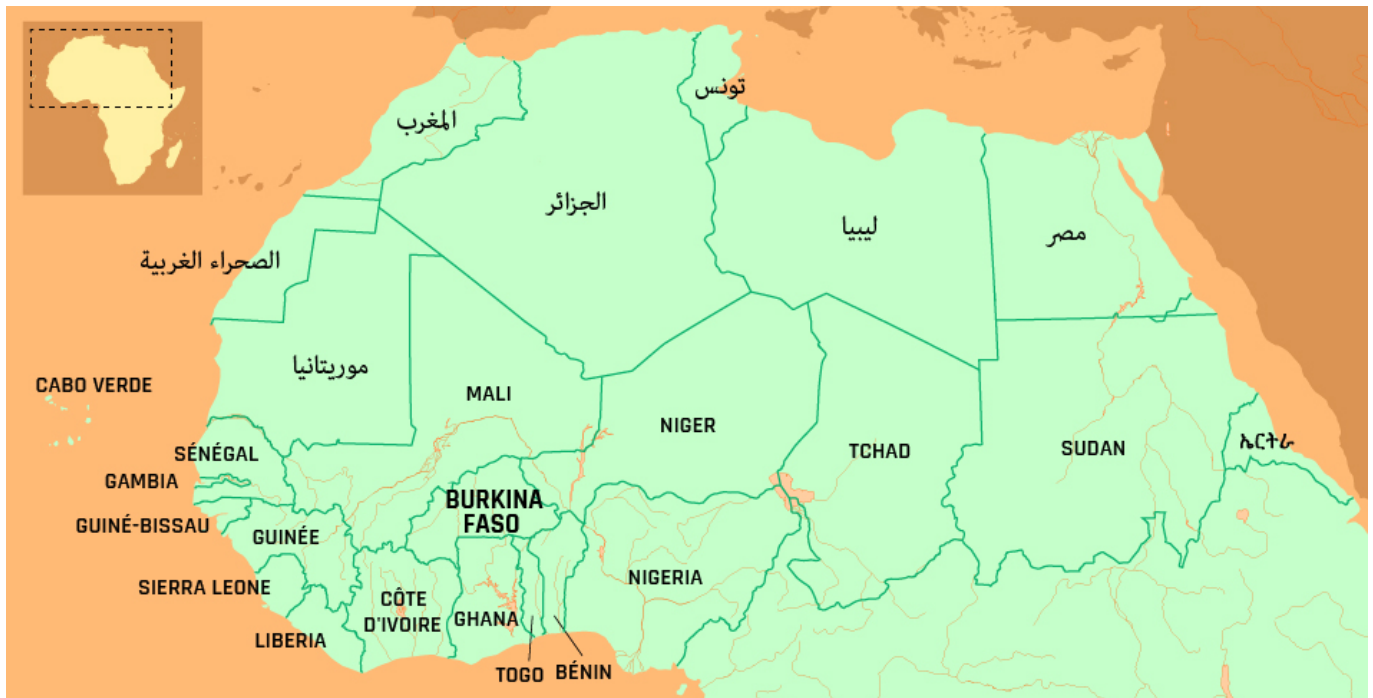 تونس
المغرب
الجزائر
ليبيا
مصر
الصحراء الغربية
موريتانيا
CABO VERDE
MALI
NIGER
TCHAD
SUDAN
ኤርትራ
SÉNÉGAL
GAMBIA
BURKINA
FASO
GUINÉ-BISSAU
GUINÉE
SIERRA LEONE
NIGERIA
CÔTE
D'IVOIRE
GHANA
LIBERIA
TOGO
BÉNIN